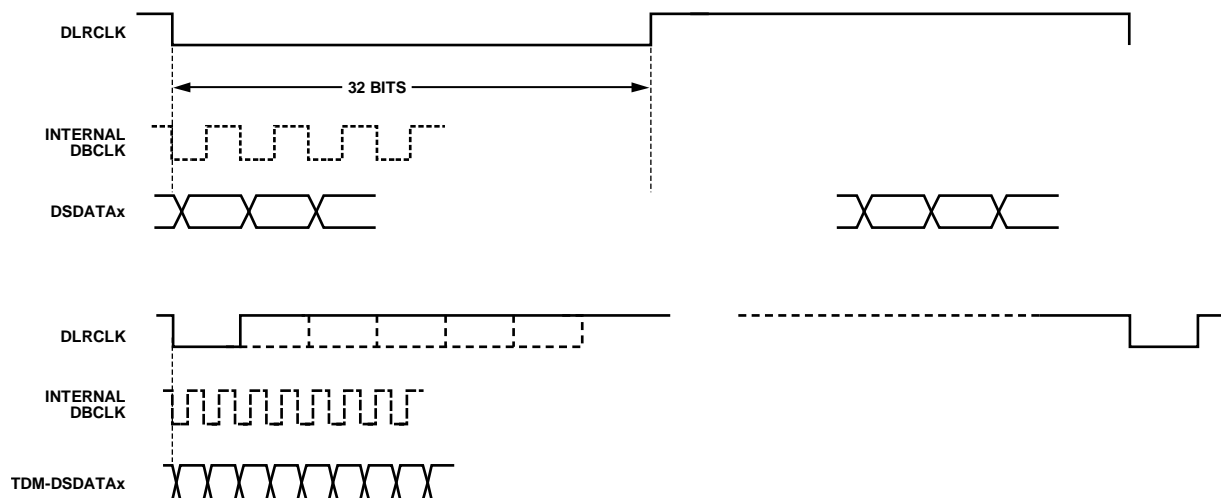 DLRCLK
32 BITS
INTERNAL
DBCLK
DSDATAx
DLRCLK
INTERNAL
DBCLK
TDM-DSDATAx